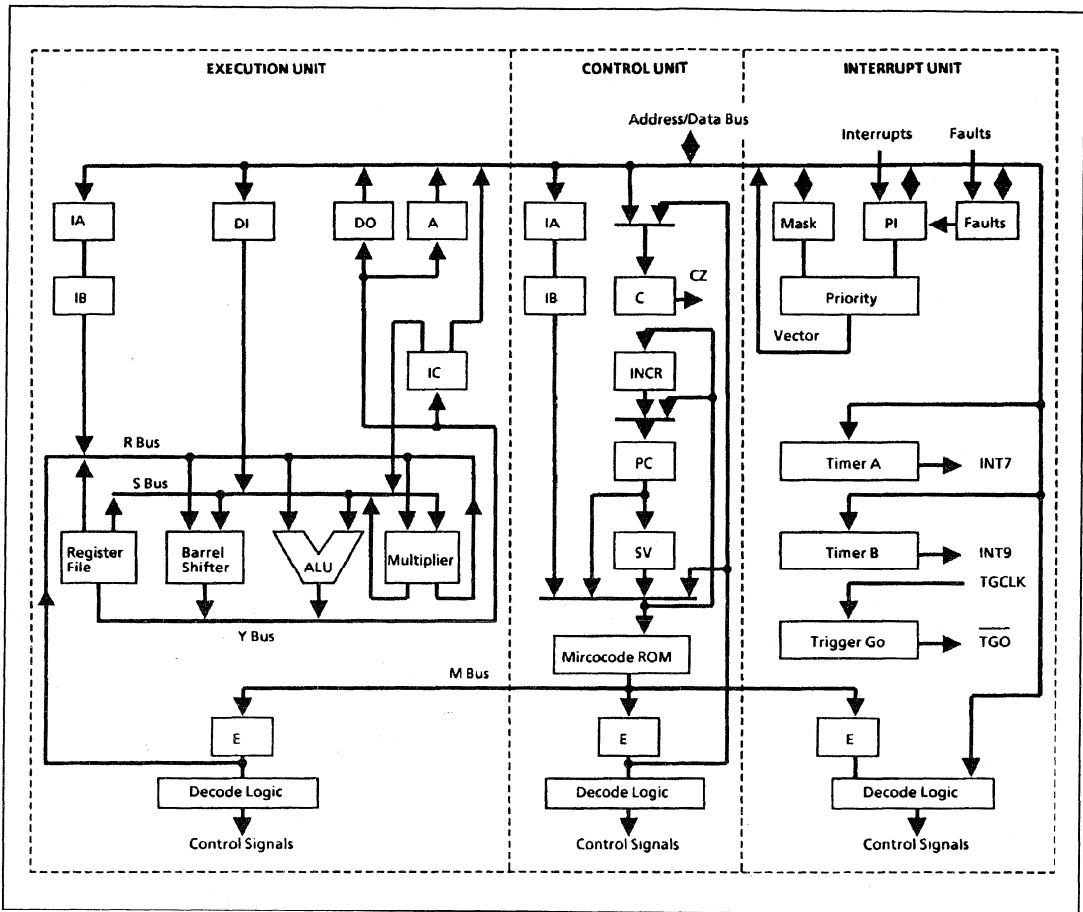 EXECUTION UNIT
CONTROL UNIT
INTERRUPT UNIT
Address/Data Bus
Interrupts
Faults
IA
DI
DO
A
IA
Mask
PI
Faults
IB
IB
C
CZ
Priority
Vector
IC
INCR
R Bus
PC
Timer A
INT7
S Bus
Register
File
Barrel
Shifter
ALU
Multiplier
SV
Timer B
INT9
TGCLK
Y Bus
Mircocode ROM
Trigger Go
TGO
M Bus
E
E
E
Decode Logic
Decode Logic
Decode Logic
Control Signals
Control Signals
Control Signals